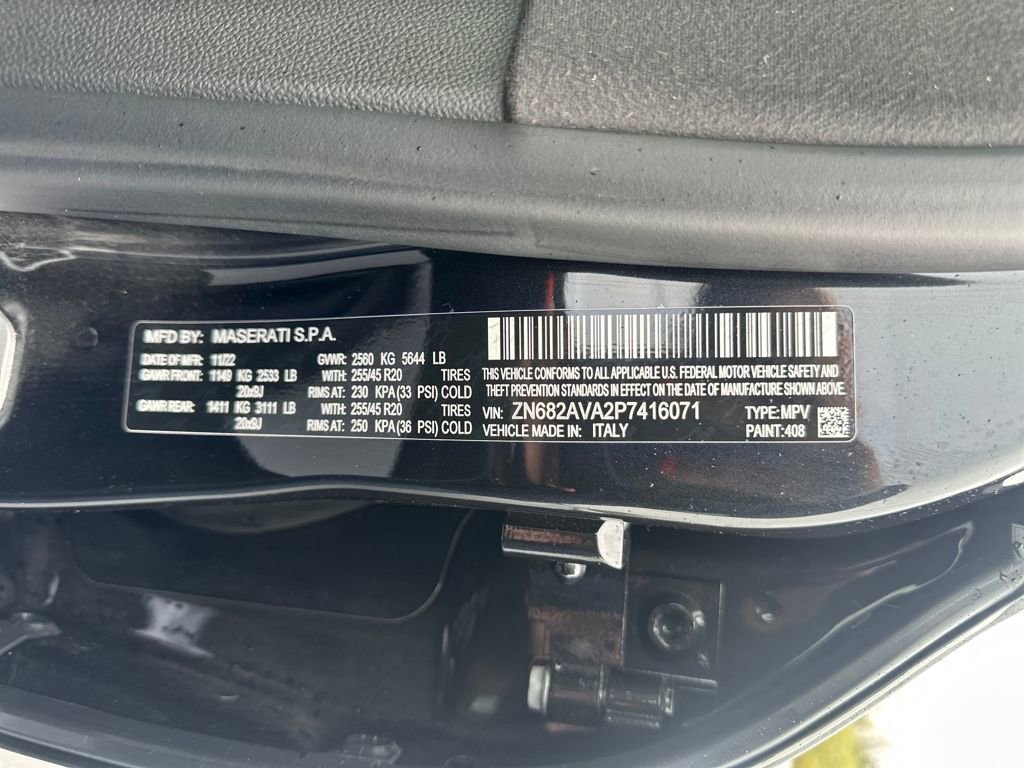 MFD BY: MASERATI S.P.A.
DATE OF MFR: 11/22 GVWR: 2560 KG 5644 LB
GAWR FRONT: 1149 KG 2533 LB WITH: 255/45 R20 TIRES
20x9J RIMS AT: 230 KPA (33 PSI) COLD
GAWR REAR: 1411 KG 3111 LB WITH: 255/45 R20 TIRES
20x9J RIMS AT: 250 KPA (36 PSI) COLD
THIS VEHICLE CONFORMS TO ALL APPLICABLE U.S. FEDERAL MOTOR VEHICLE SAFETY AND
THEFT PREVENTION STANDARDS IN EFFECT ON THE DATE OF MANUFACTURE SHOWN ABOVE.
VIN: ZN682AVA2P7416071 TYPE: MPV
VEHICLE MADE IN: ITALY PAINT: 408